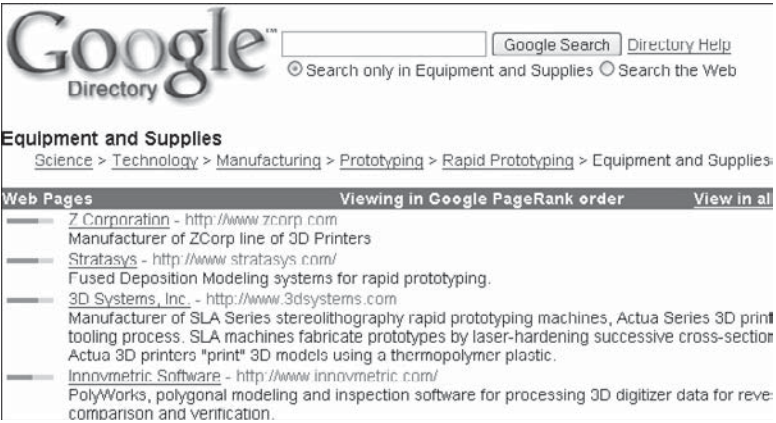 Google™
Directory
Google Search Directory Help
Search only in Equipment and Supplies Search the Web
Equipment and Supplies
Science > Technology > Manufacturing > Prototyping > Rapid Prototyping > Equipment and Supplies
Web Pages Viewing in Google PageRank order View in all
Z Corporation - http://www.zcorp.com
Manufacturer of ZCorp line of 3D Printers
Stratasys - http://www.stratasys.com/
Fused Deposition Modeling systems for rapid prototyping.
3D Systems, Inc. - http://www.3dsystems.com
Manufacturer of SLA Series stereolithography rapid prototyping machines, Actua Series 3D print
tooling process. SLA machines fabricate prototypes by laser-hardening successive cross-section
Actua 3D printers "print" 3D models using a thermopolymer plastic.
Innovmetric Software - http://www.innovmetric.com/
PolyWorks, polygonal modeling and inspection software for processing 3D digitizer data for reve
comparison and verification.